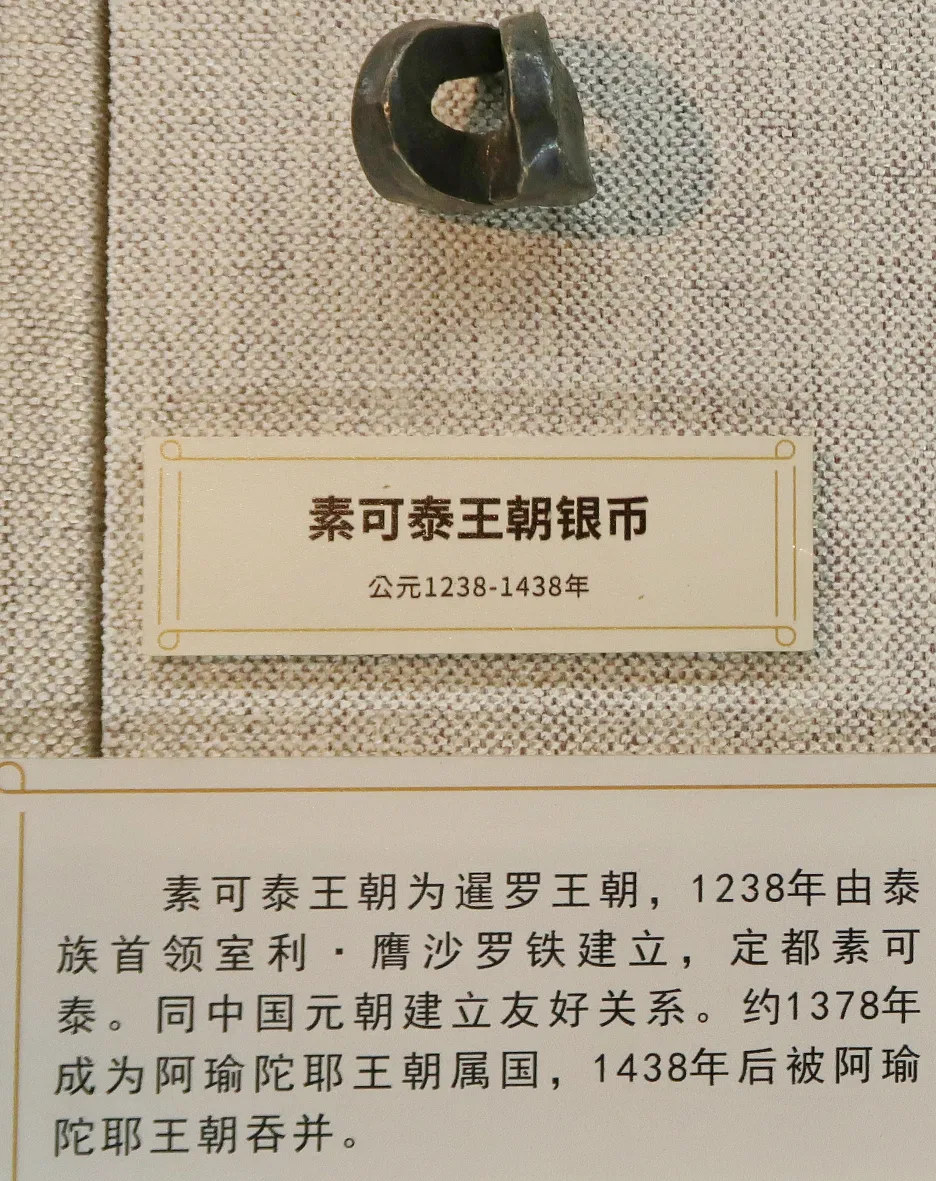 素可泰王朝银币
公元1238-1438年
素可泰王朝为暹罗王朝，1238年由泰
族首领室利·膺沙罗铁建立，定都素可
泰。同中国元朝建立友好关系。约1378年
成为阿瑜陀耶王朝属国，1438年后被阿瑜
陀耶王朝吞并。